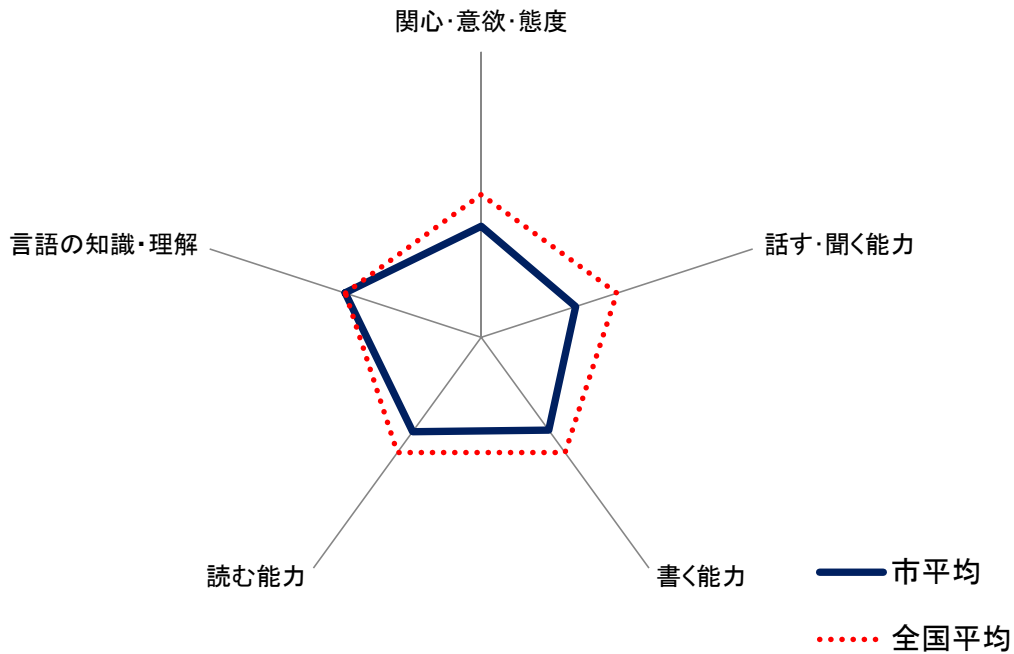 関心･意欲･態度
話す･聞く能力
言語の知識・理解
読む能力
書く能力
市平均
全国平均